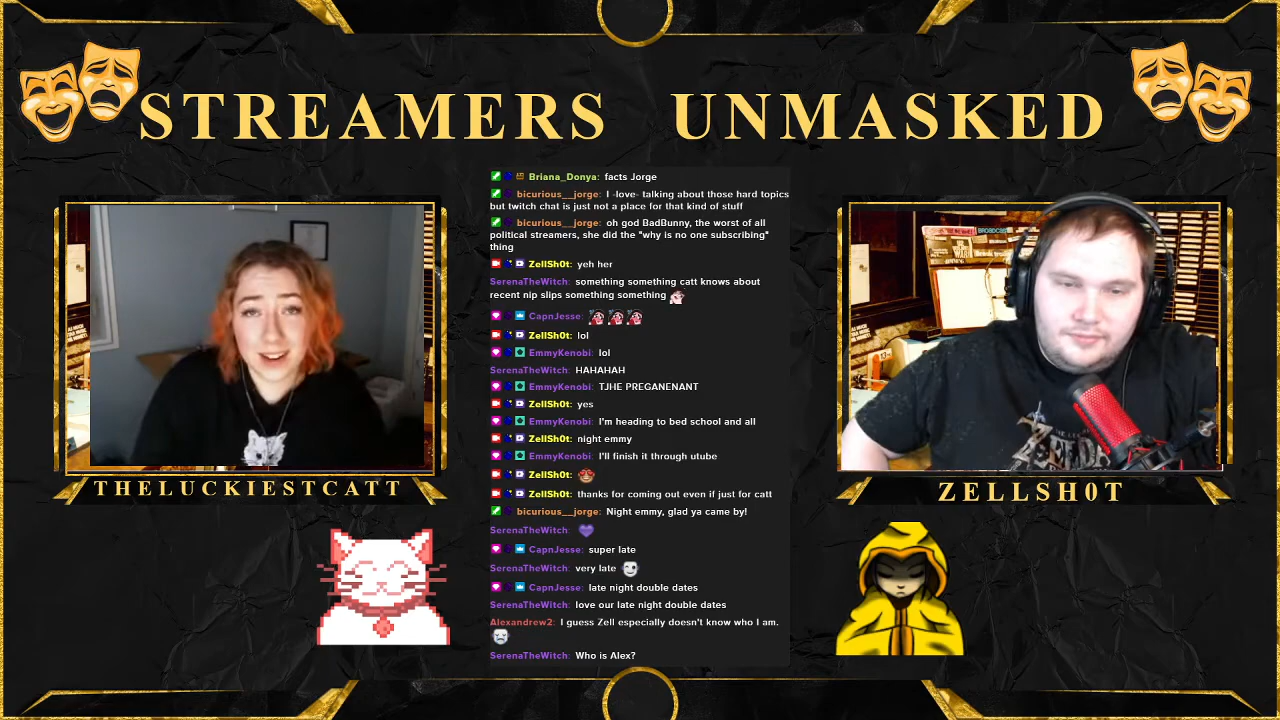 STREAMERS UNMASKED
Briana_Donya: facts Jorge
bicurious__jorge: I -love- talking about those hard topics
but twitch chat is just not a place for that kind of stuff
bicurious__jorge: oh god BadBunny, the worst of all
political streamers, she did the "why is no one subscribing"
thing
ZellSh0t: yeh her
SerenaTheWitch: something something catt knows about
recent nip slips something something
CapnJesse:
ZellSh0t: lol
EmmyKenobi: lol
SerenaTheWitch: HAHAHAH
EmmyKenobi: TJHE PREGANENANT
ZellSh0t: yes
EmmyKenobi: I'm heading to bed school and all
ZellSh0t: night emmy
EmmyKenobi: I'll finish it through utube
ZellSh0t:
ZellSh0t: thanks for coming out even if just for catt
bicurious__jorge: Night emmy, glad ya came by!
SerenaTheWitch:
CapnJesse: super late
SerenaTheWitch: very late
CapnJesse: late night double dates
SerenaTheWitch: love our late night double dates
Alexandrew2: I guess Zell especially doesn't know who I am.
SerenaTheWitch: Who is Alex?
THELUCKIESTCATT
ZELLSH0T